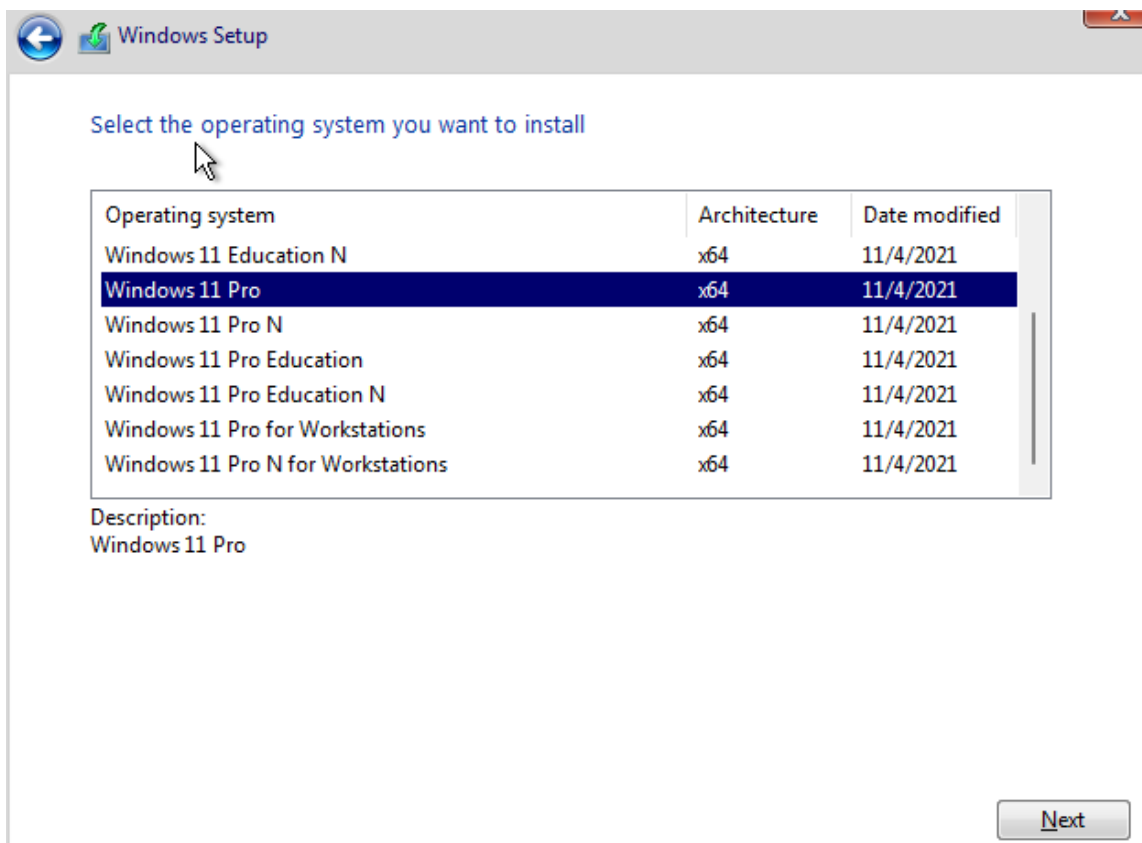 Windows Setup
Select the operating system you want to install
Operating system Architecture Date modified
Windows 11 Education N x64 11/4/2021
Windows 11 Pro x64 11/4/2021
Windows 11 Pro N x64 11/4/2021
Windows 11 Pro Education x64 11/4/2021
Windows 11 Pro Education N x64 11/4/2021
Windows 11 Pro for Workstations x64 11/4/2021
Windows 11 Pro N for Workstations x64 11/4/2021
Description:
Windows 11 Pro
Next